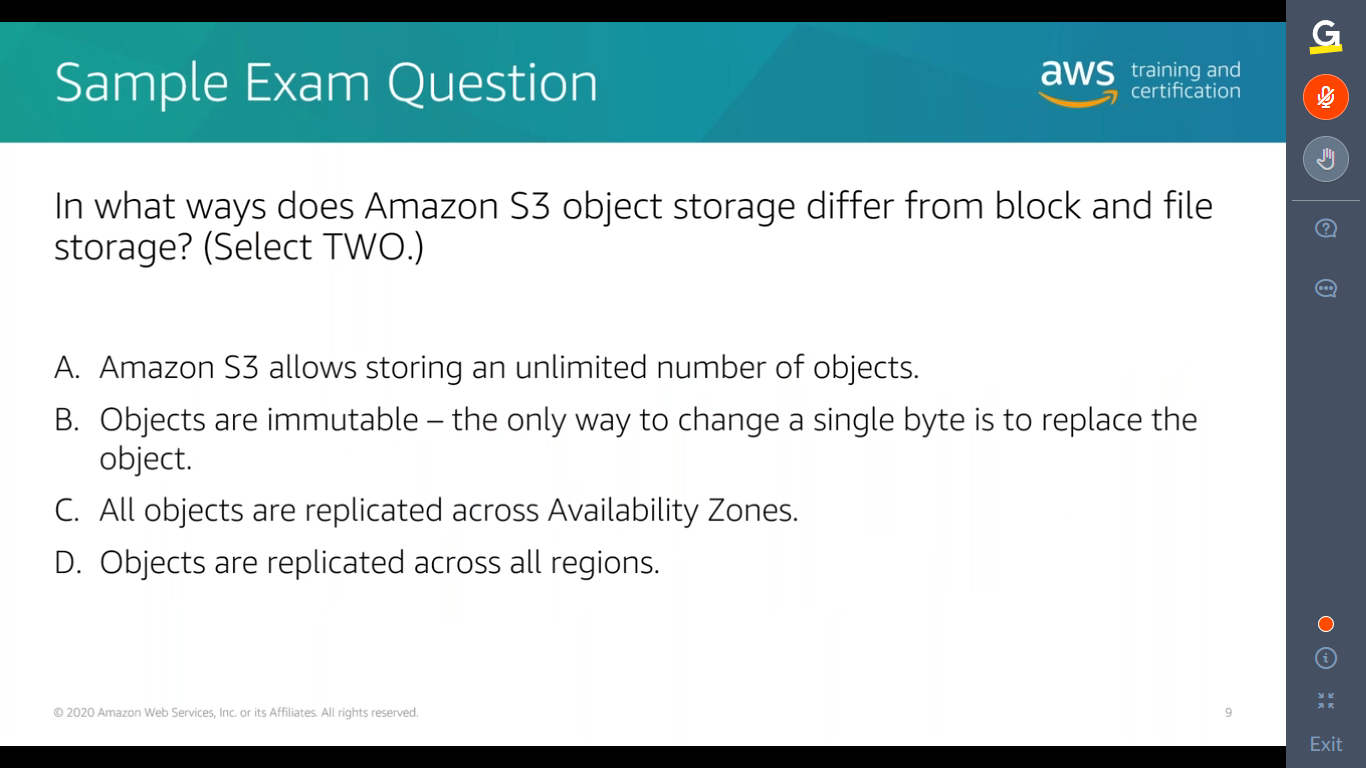 Sample Exam Question
aws training and
certification
In what ways does Amazon S3 object storage differ from block and file
storage? (Select TWO.)
A. Amazon S3 allows storing an unlimited number of objects.
B. Objects are immutable – the only way to change a single byte is to replace the
object.
C. All objects are replicated across Availability Zones.
D. Objects are replicated across all regions.
© 2020 Amazon Web Services, Inc. or its Affiliates. All rights reserved.
9
G
?
i
Exit